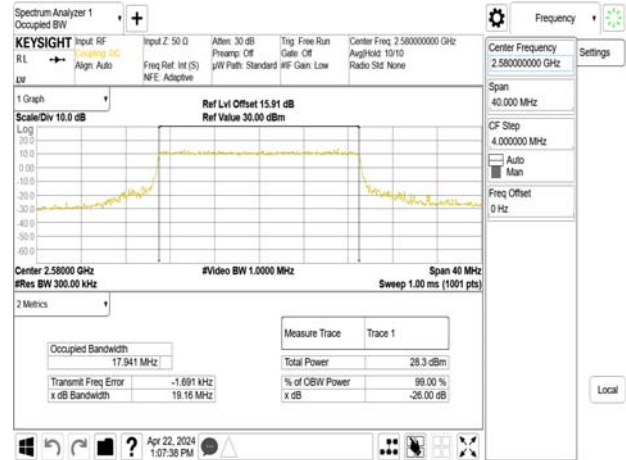 Spectrum Analyzer 1
Occupied BW
Frequency
KEYSIGHT
Input: RF
Coupling: DC
Align: Auto
Input Z: 50 Ω
Freq Ref: Int (S)
NFE: Adaptive
Atten: 30 dB
Preamp: Off
µW Path: Standard
Trig: Free Run
Gate: Off
#IF Gain: Low
Center Freq: 2.580000000 GHz
Avg|Hold: 10/10
Radio Std: None
RL
1 Graph
Scale/Div 10.0 dB
Ref Lvl Offset 15.91 dB
Ref Value 30.00 dBm
Log
20.0
10.0
0.00
-10.0
-20.0
-30.0
-40.0
-50.0
-60.0
Center 2.58000 GHz
#Video BW 1.0000 MHz
Span 40 MHz
#Res BW 300.00 kHz
Sweep 1.00 ms (1001 pts)
2 Metrics
Measure Trace Trace 1
Occupied Bandwidth
17.941 MHz
Total Power 28.3 dBm
Transmit Freq Error -1.691 kHz
% of OBW Power 99.00 %
x dB Bandwidth 19.16 MHz
x dB -26.00 dB
Apr 22, 2024
1:07:38 PM
Center Frequency
2.580000000 GHz
Settings
Span
40.000 MHz
CF Step
4.000000 MHz
Auto
Man
Freq Offset
0 Hz
Local